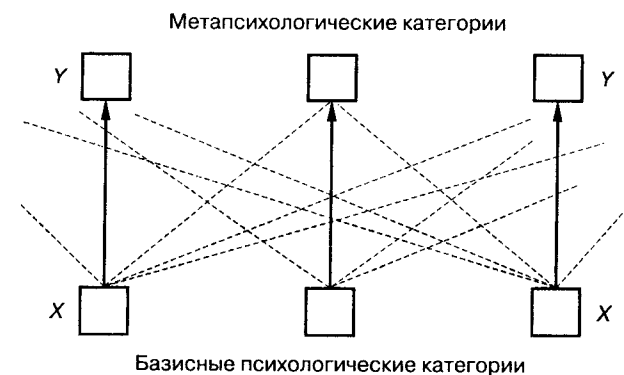 Метапсихологические категории
Y Y
X X
Базисные психологические категории